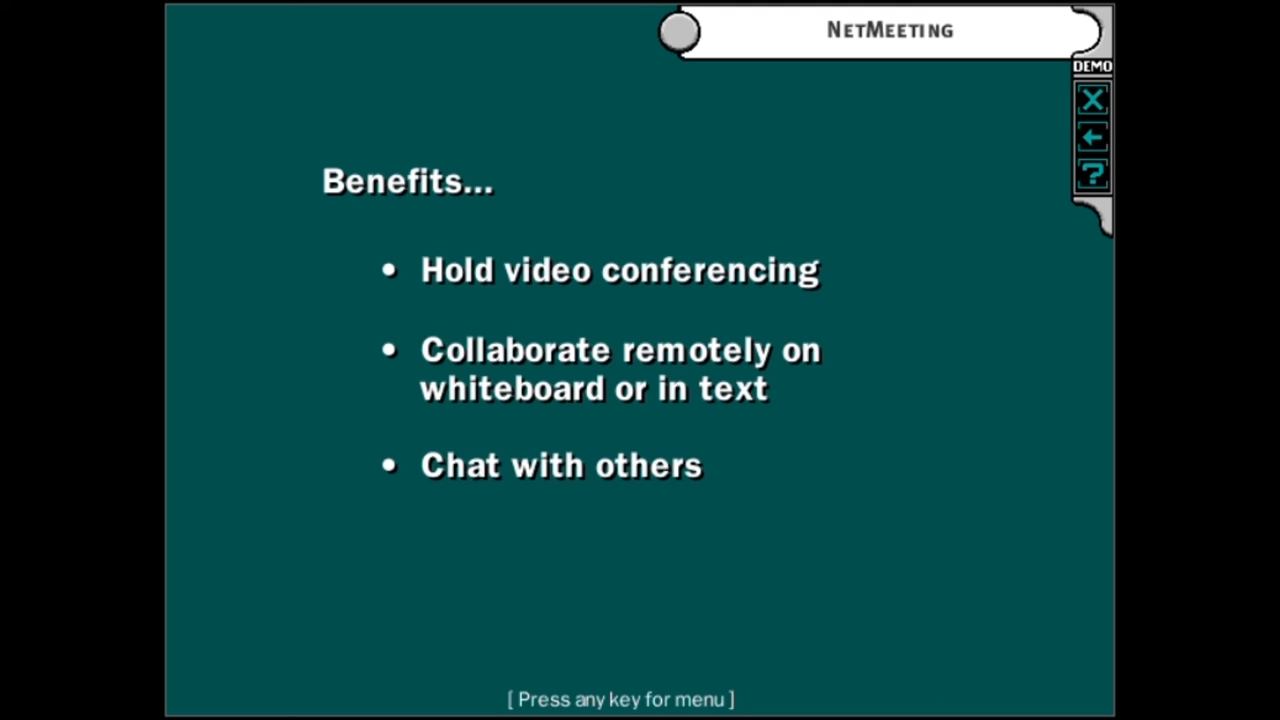 NETMEETING
DEMO
Benefits...
• Hold video conferencing
• Collaborate remotely on
whiteboard or in text
• Chat with others
[ Press any key for menu ]